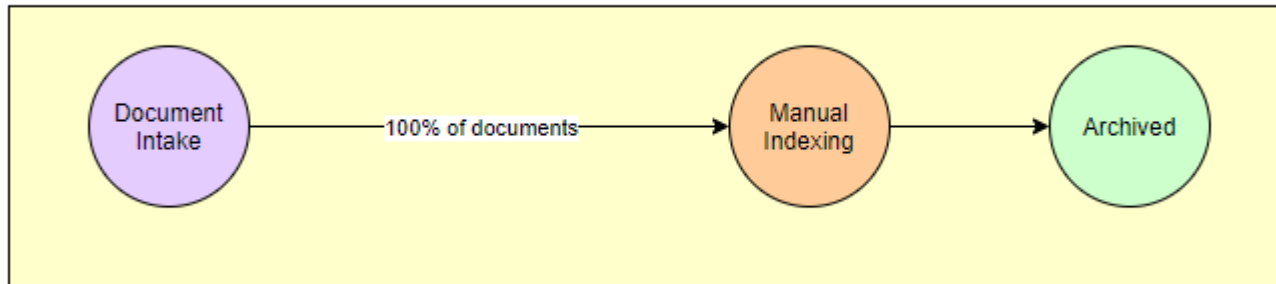 Document
Intake
100% of documents
Manual
Indexing
Archived